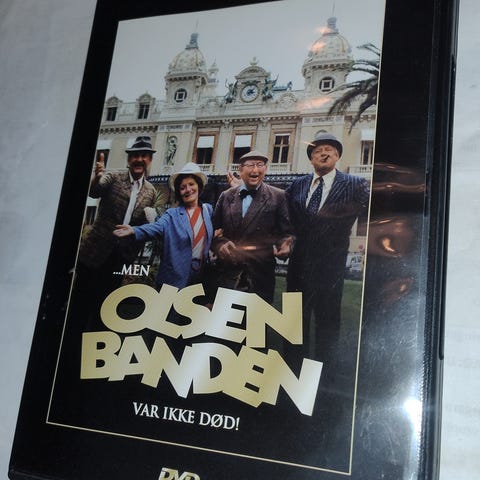 ...MEN
OLSEN
BANDEN
VAR IKKE DØD!
DVD